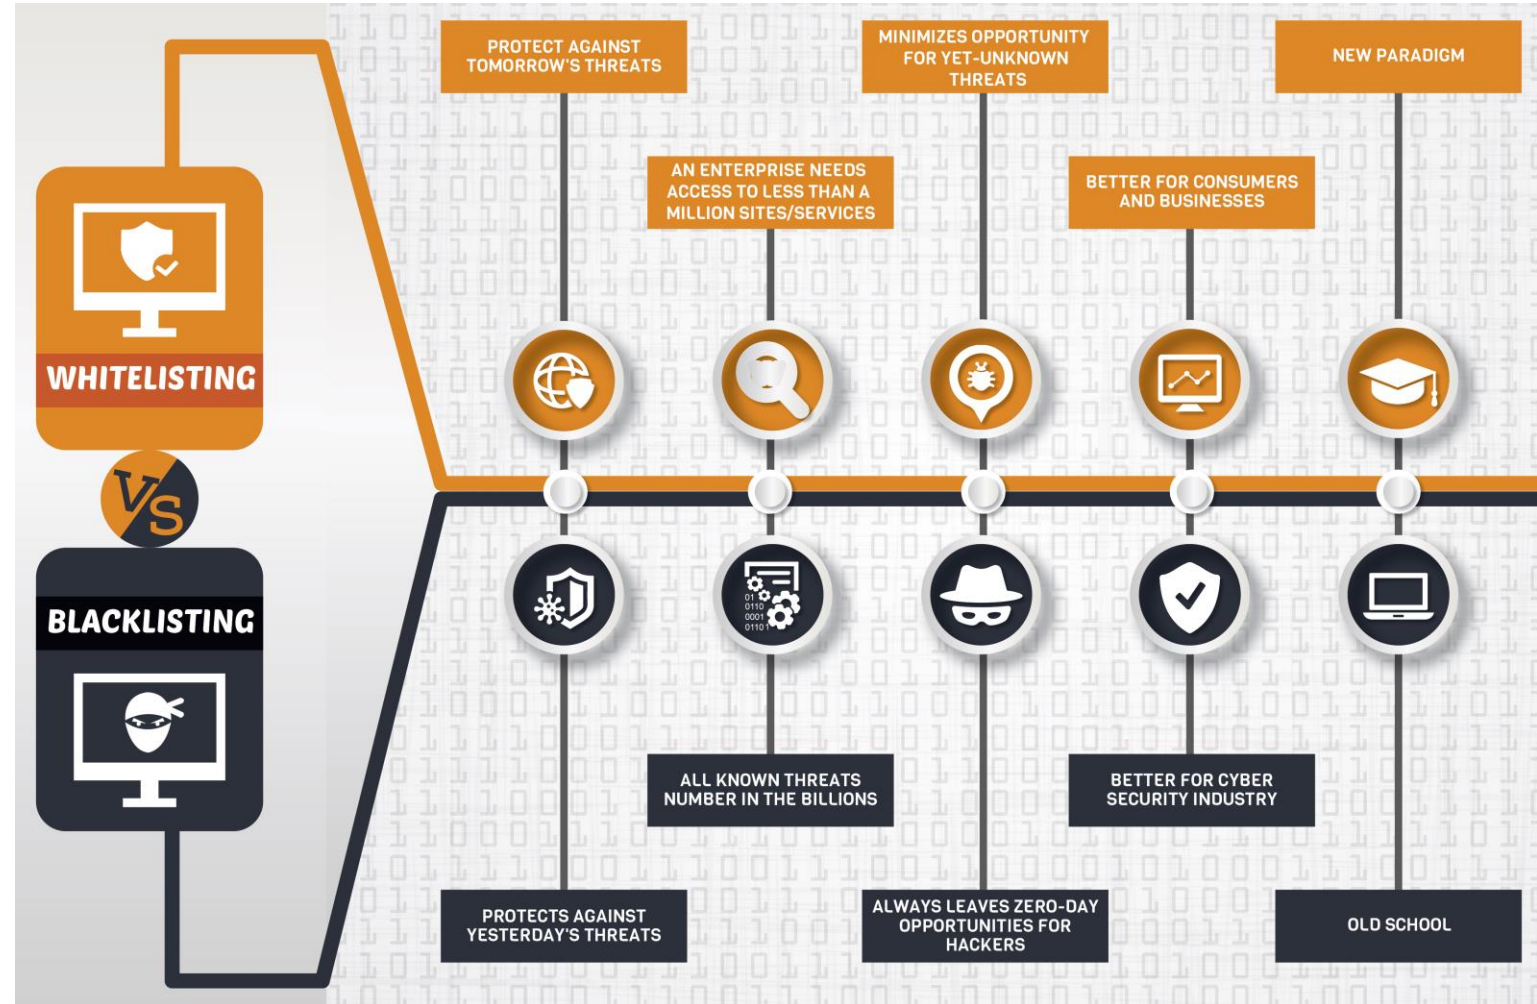 PROTECT AGAINST
TOMORROW'S THREATS
MINIMIZES OPPORTUNITY
FOR YET-UNKNOWN
THREATS
NEW PARADIGM
AN ENTERPRISE NEEDS
ACCESS TO LESS THAN A
MILLION SITES/SERVICES
BETTER FOR CONSUMERS
AND BUSINESSES
WHITELISTING
VS
BLACKLISTING
01
0110
0001
01101
ALL KNOWN THREATS
NUMBER IN THE BILLIONS
BETTER FOR CYBER
SECURITY INDUSTRY
PROTECTS AGAINST
YESTERDAY'S THREATS
ALWAYS LEAVES ZERO-DAY
OPPORTUNITIES FOR
HACKERS
OLD SCHOOL